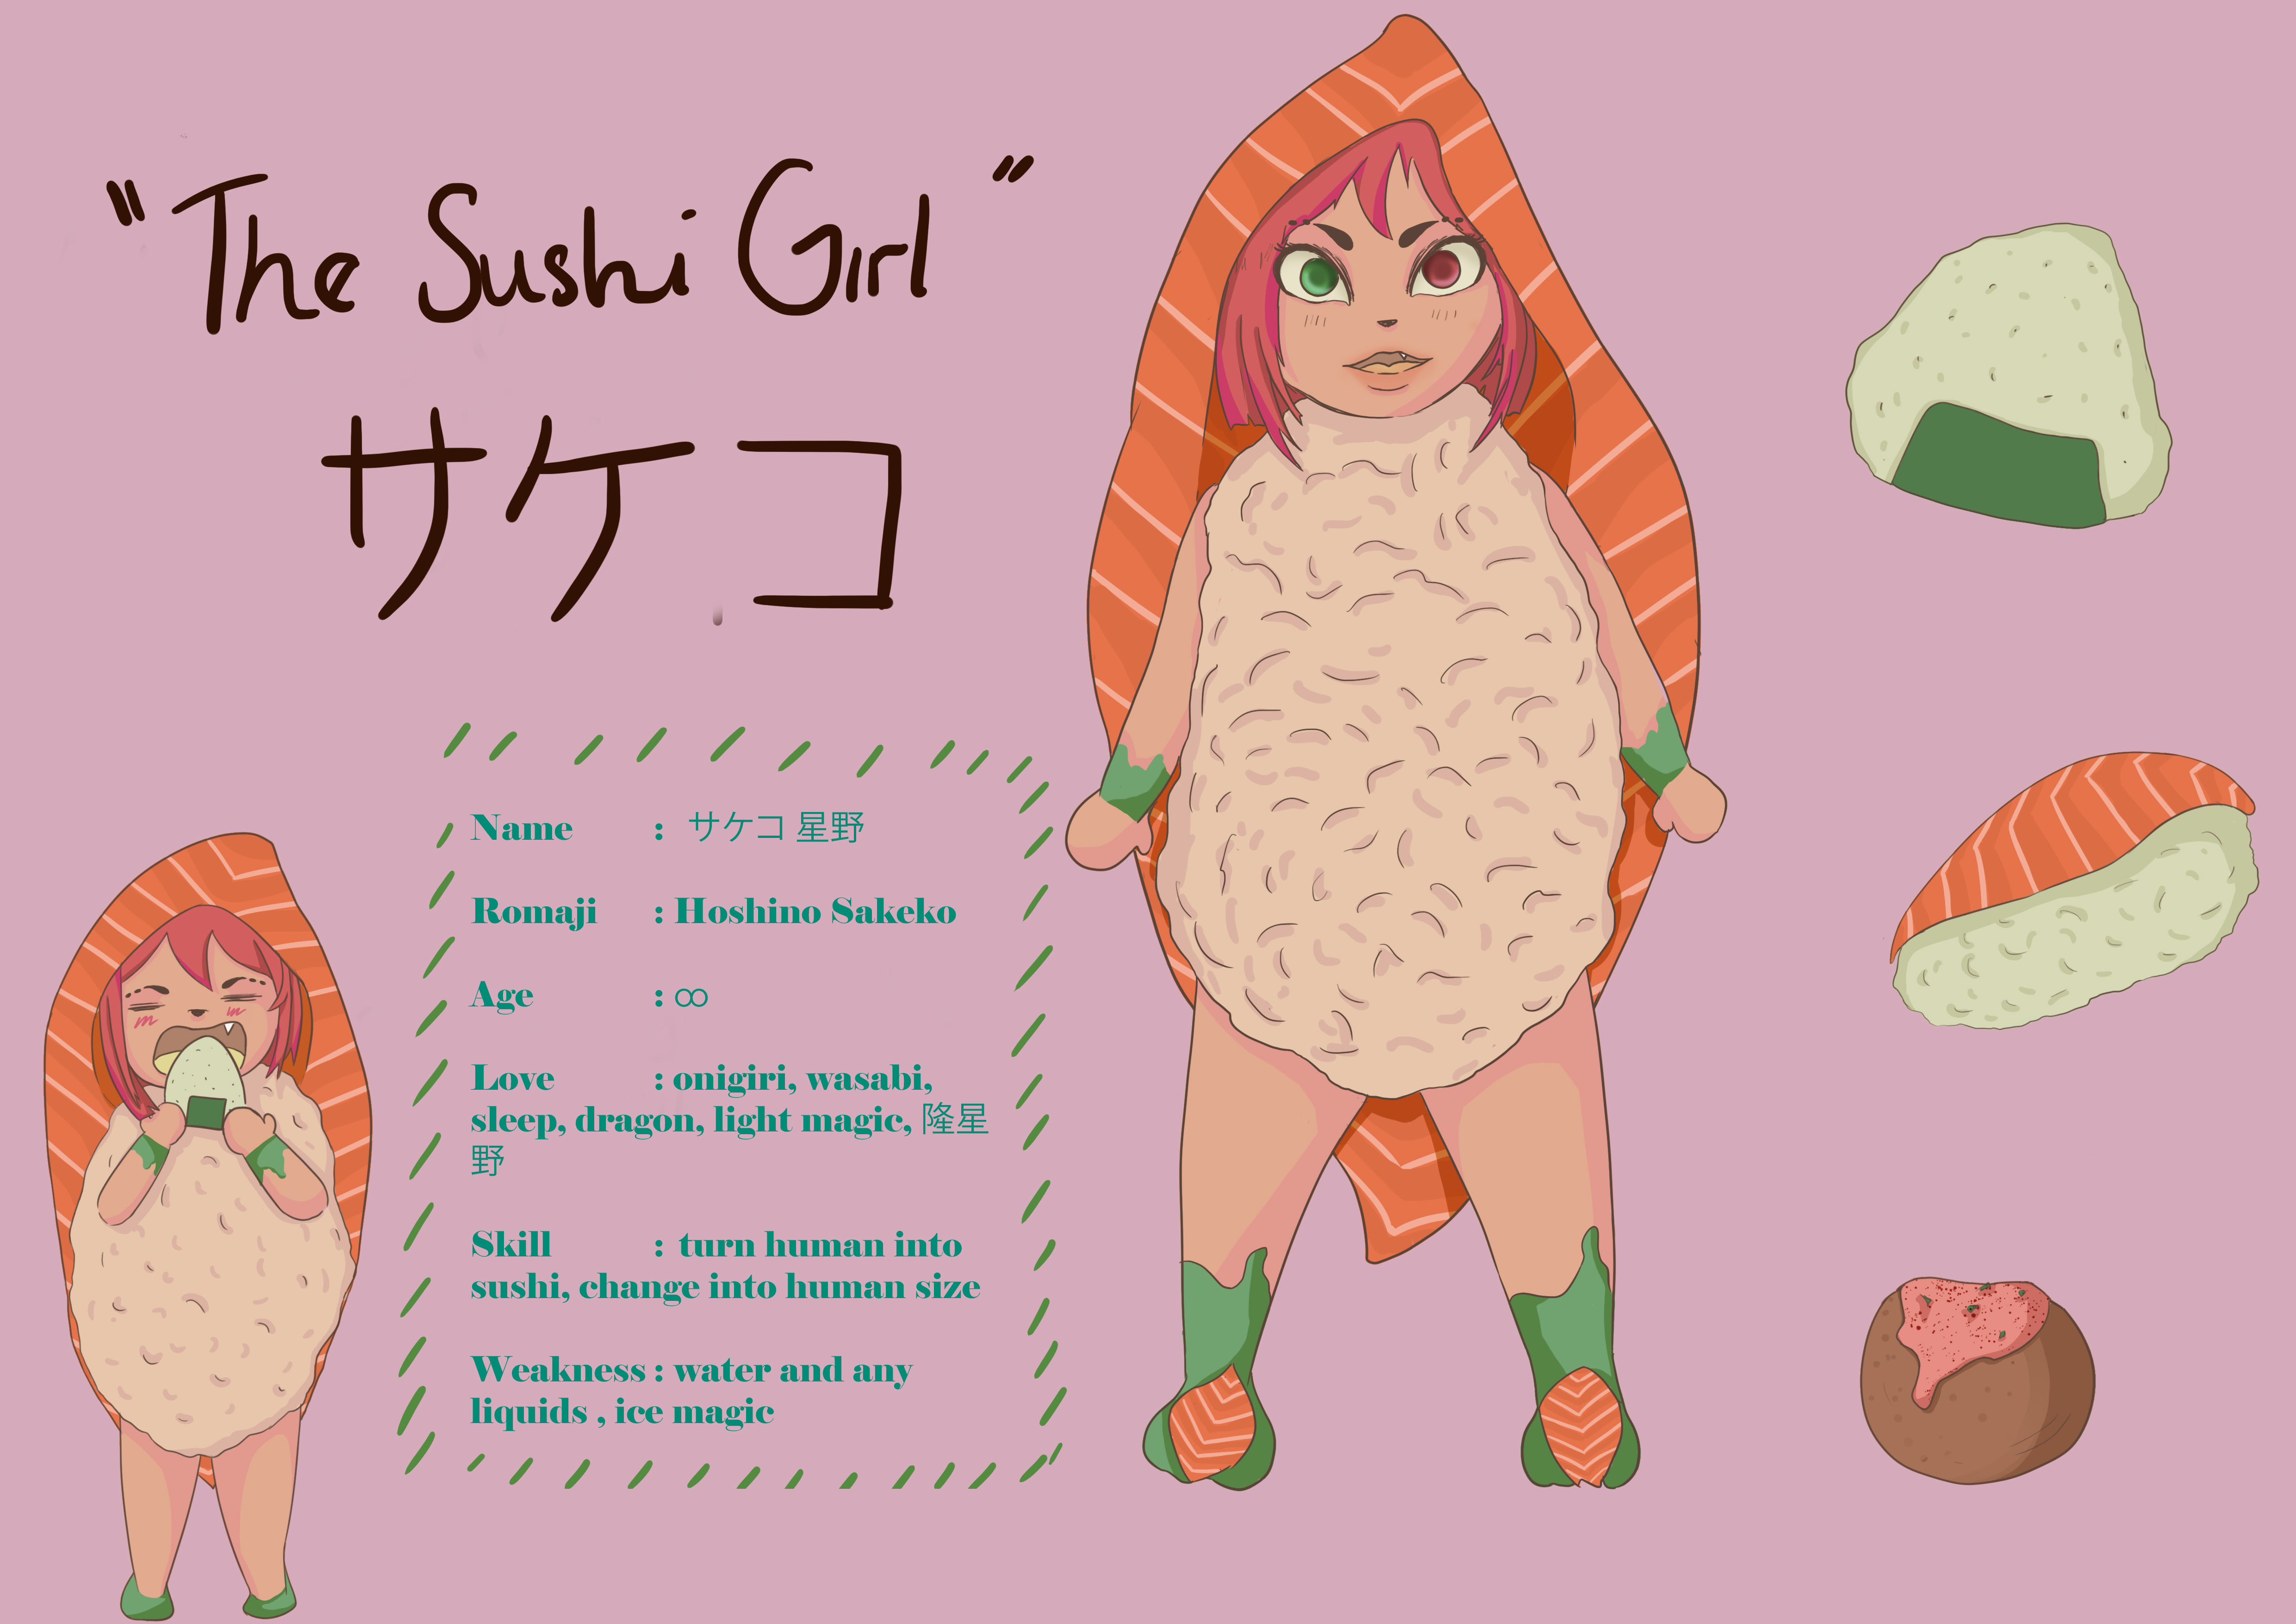 "The Sushi Girl"
サケコ
Name : サケコ 星野
Romaji : Hoshino Sakeko
Age : ∞
Love : onigiri, wasabi,
sleep, dragon, light magic, 隆星
野
Skill : turn human into
sushi, change into human size
Weakness : water and any
liquids , ice magic